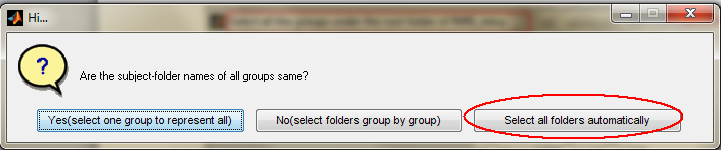 Hi...
?
Are the subject-folder names of all groups same?
Yes(select one group to represent all)
No(select folders group by group)
Select all folders automatically